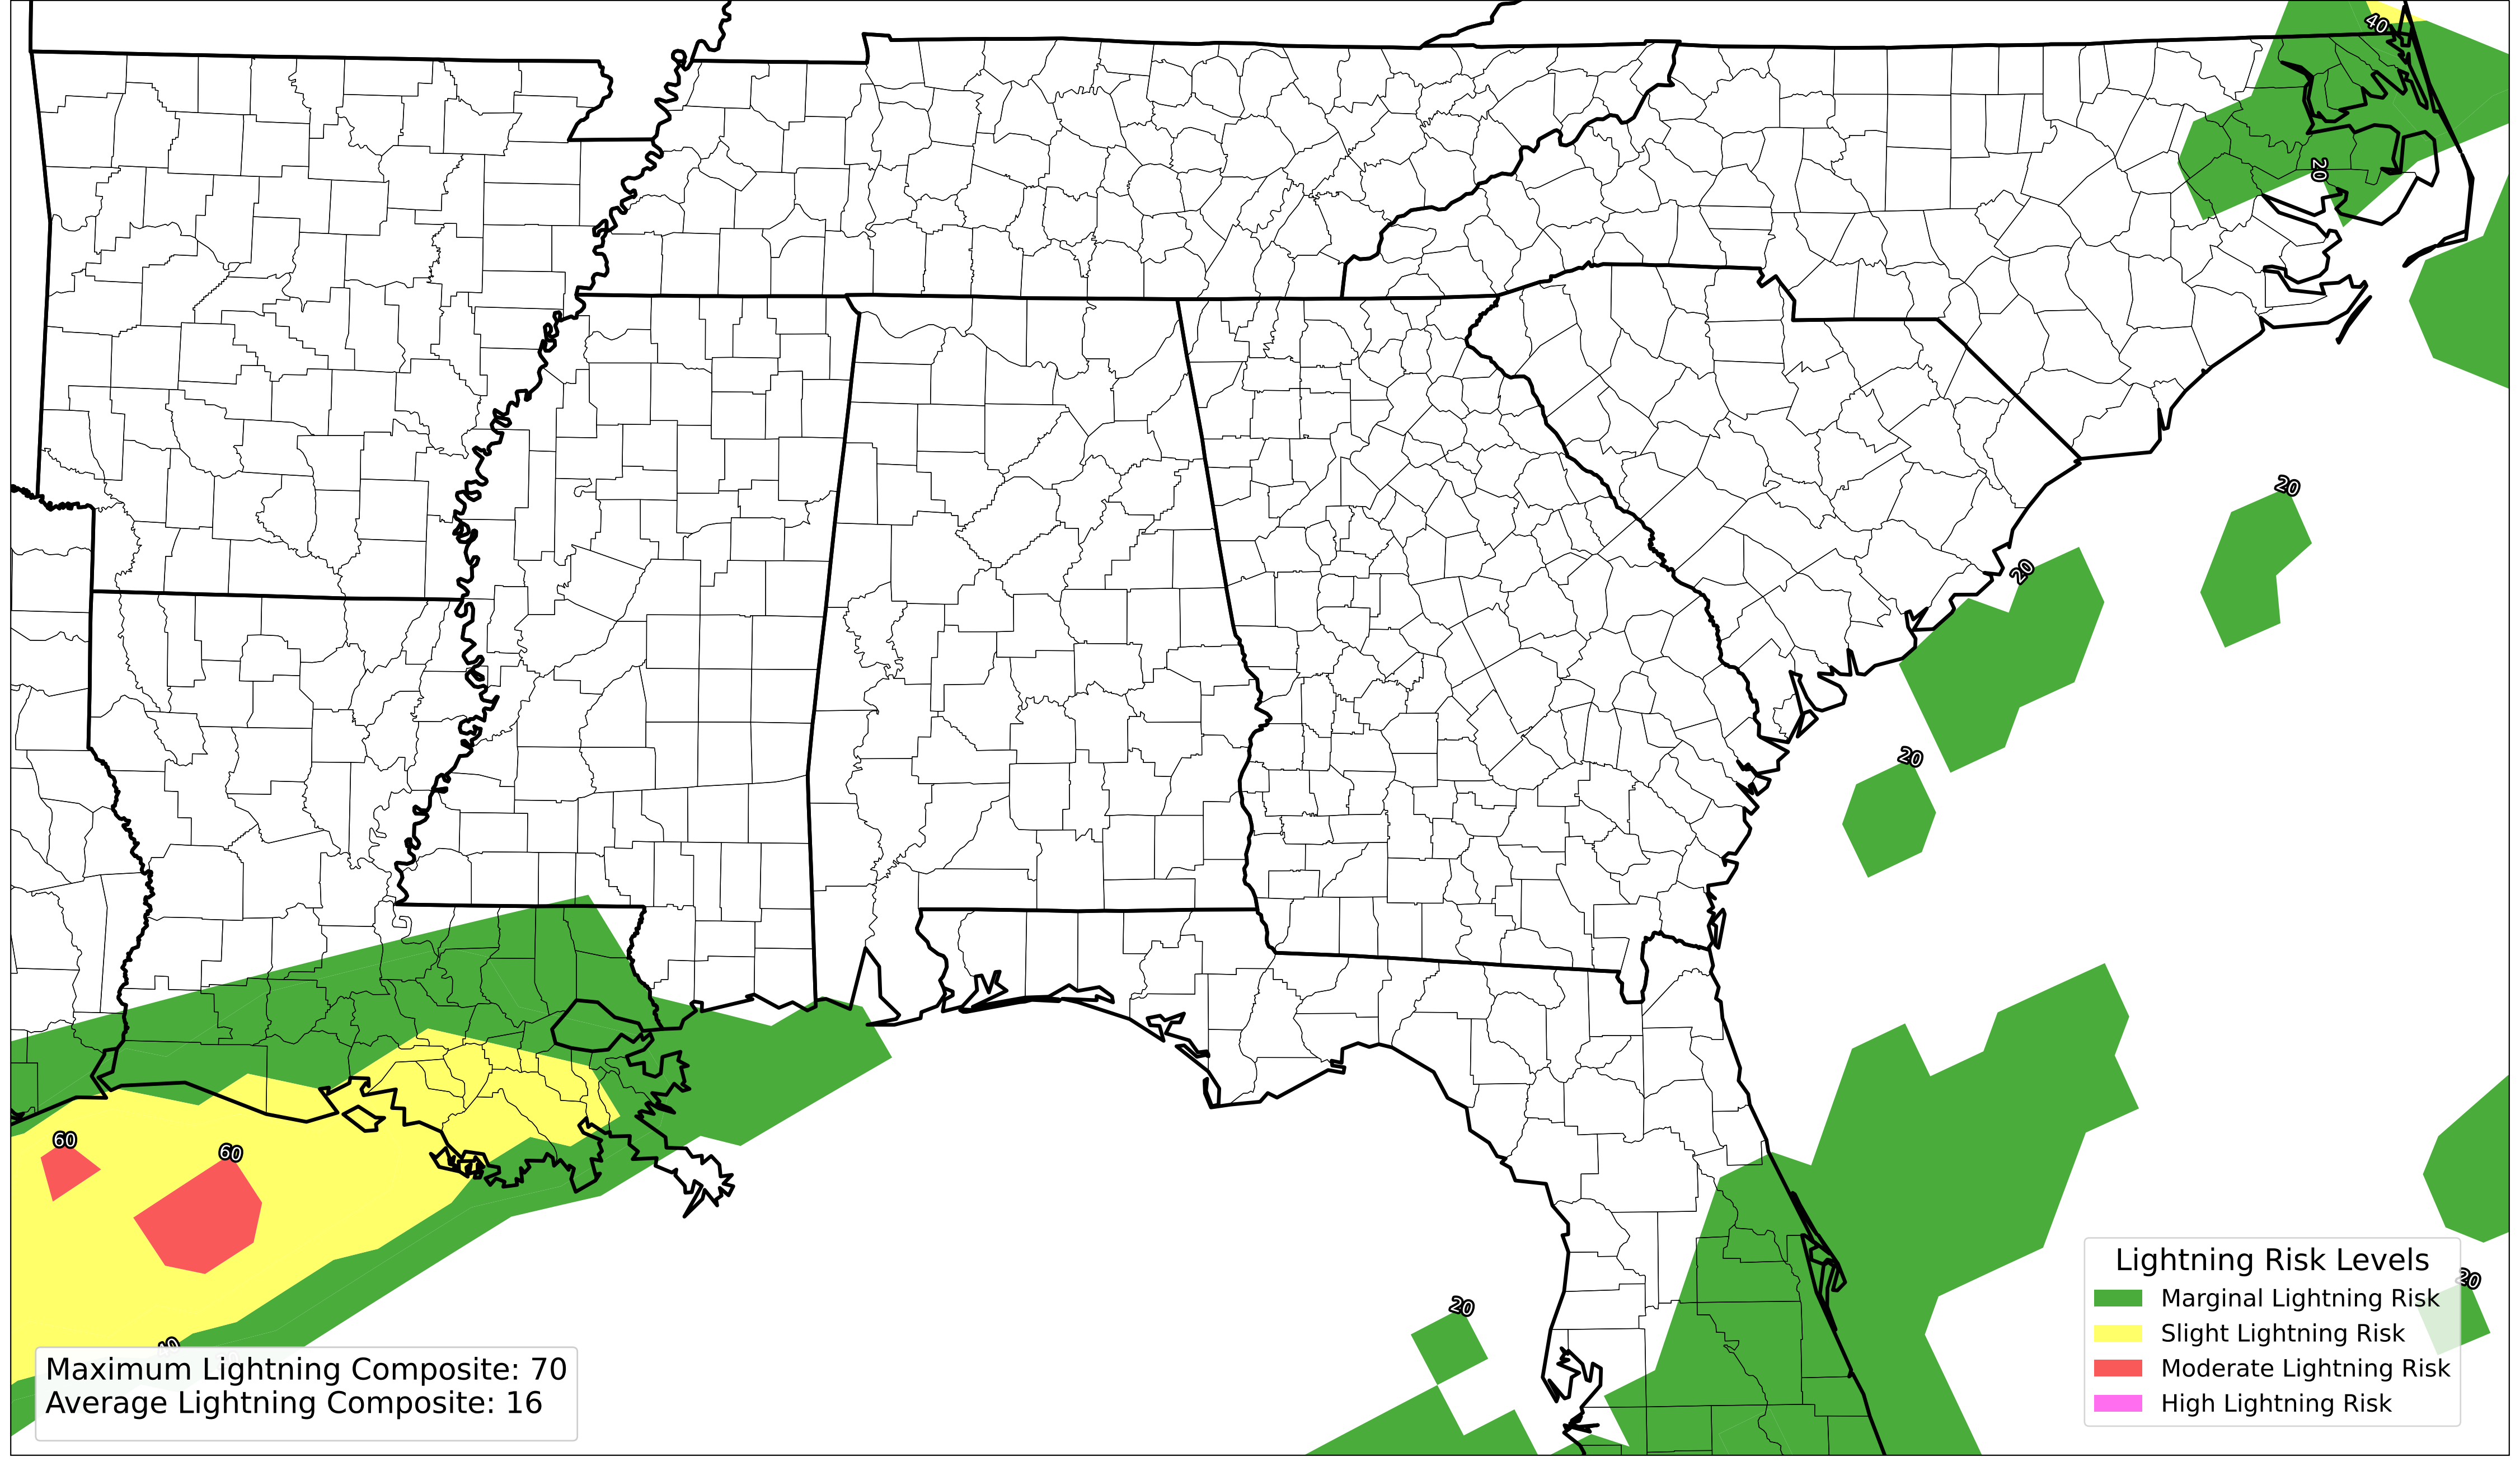 40
20
20
20
20
60
60
20
20
Maximum Lightning Composite: 70
Average Lightning Composite: 16
Lightning Risk Levels
Marginal Lightning Risk
Slight Lightning Risk
Moderate Lightning Risk
High Lightning Risk